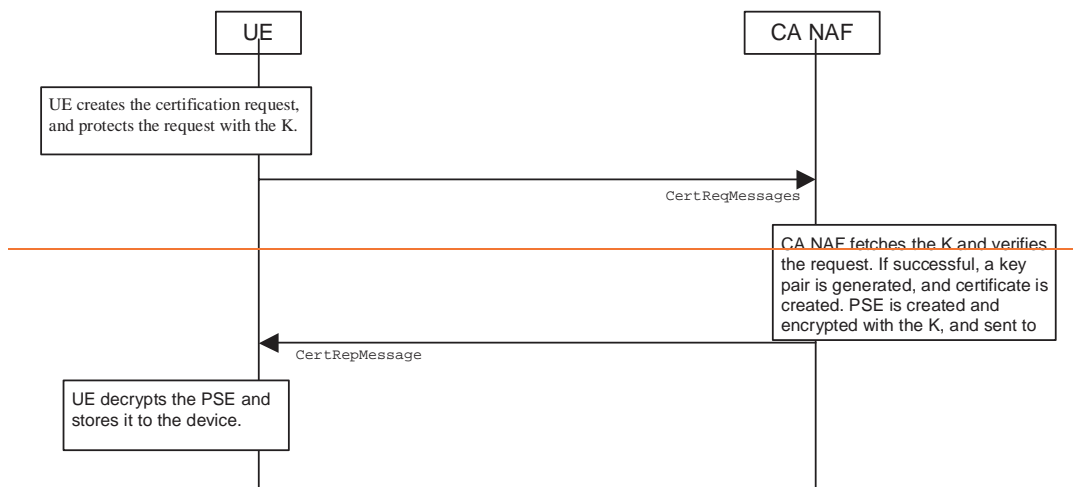 UE
CA NAF
UE creates the certification request,
and protects the request with the K.
CertReqMessages
CA NAF fetches the K and verifies
the request. If successful, a key
pair is generated, and certificate is
created. PSE is created and
encrypted with the K, and sent to
CertRepMessage
UE decrypts the PSE and
stores it to the device.